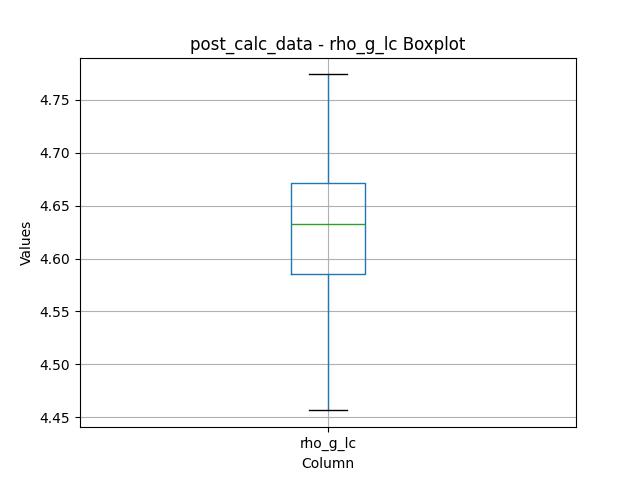 post_calc_data - rho_g_lc Boxplot
Values
4.75
4.70
4.65
4.60
4.55
4.50
4.45
rho_g_lc
Column